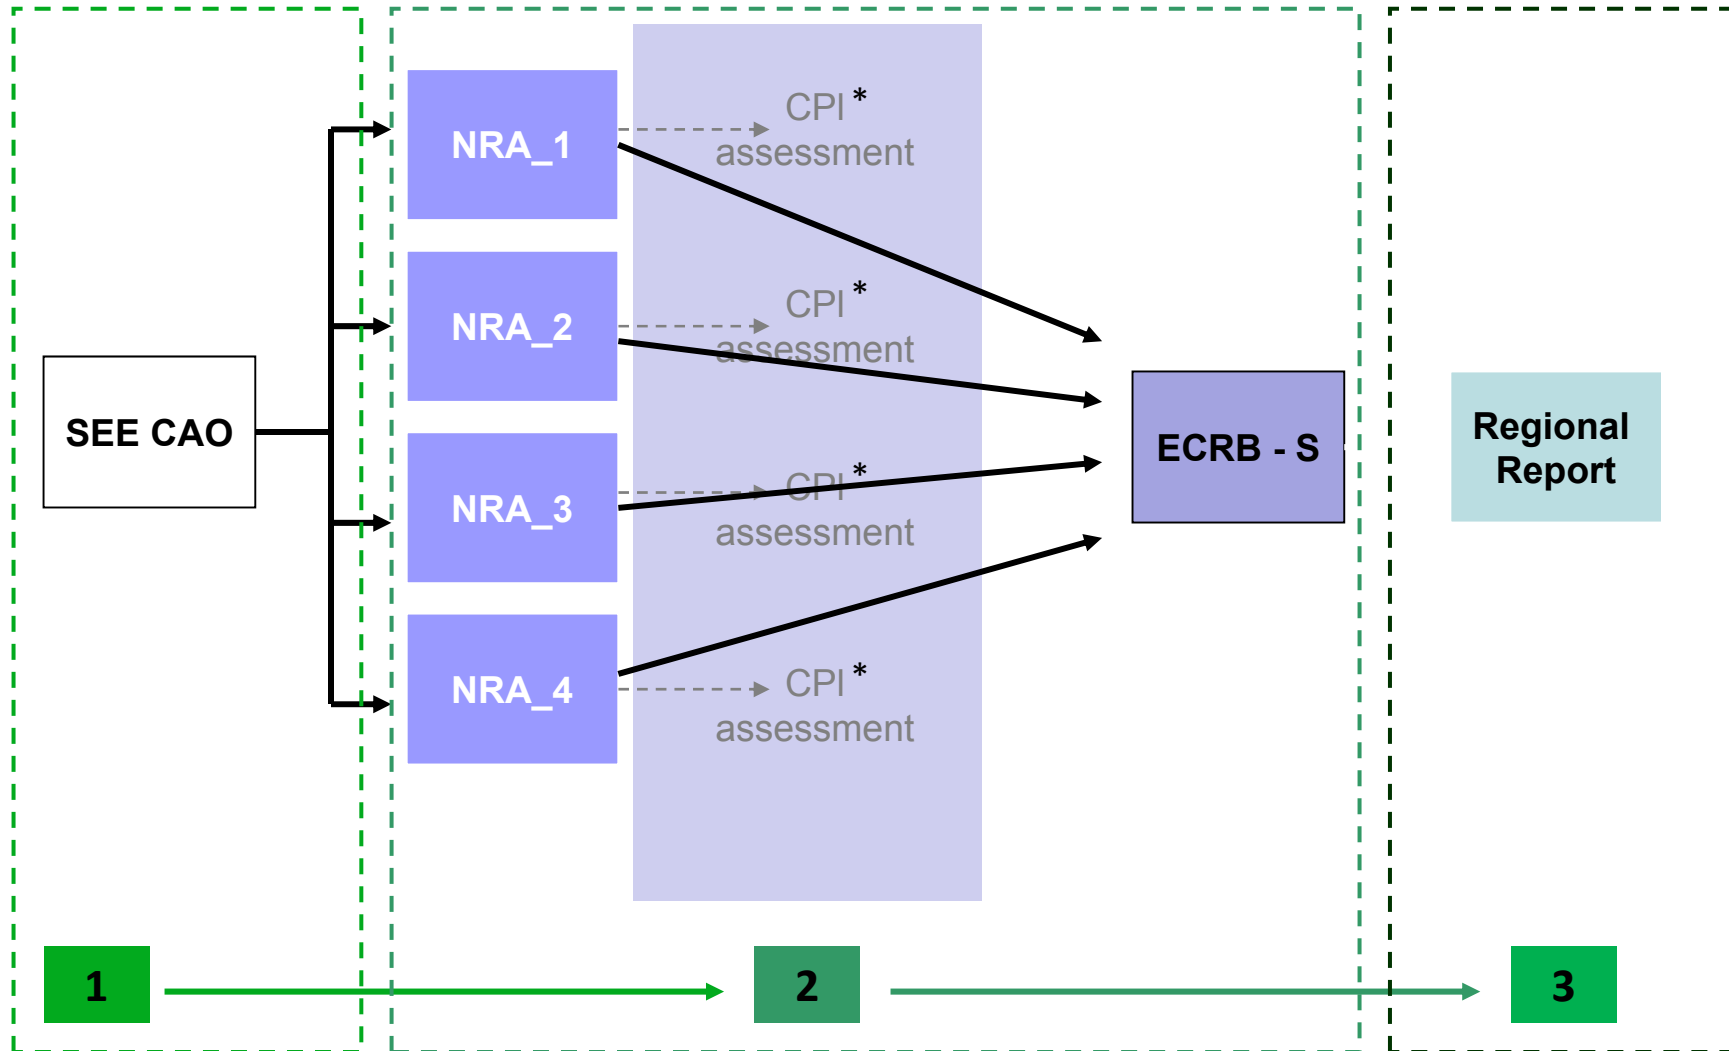 SEE CAO
NRA_1
CPI *
assessment
NRA_2
CPI *
assessment
NRA_3
CPI *
assessment
NRA_4
CPI *
assessment
ECRB - S
Regional
Report
1
2
3